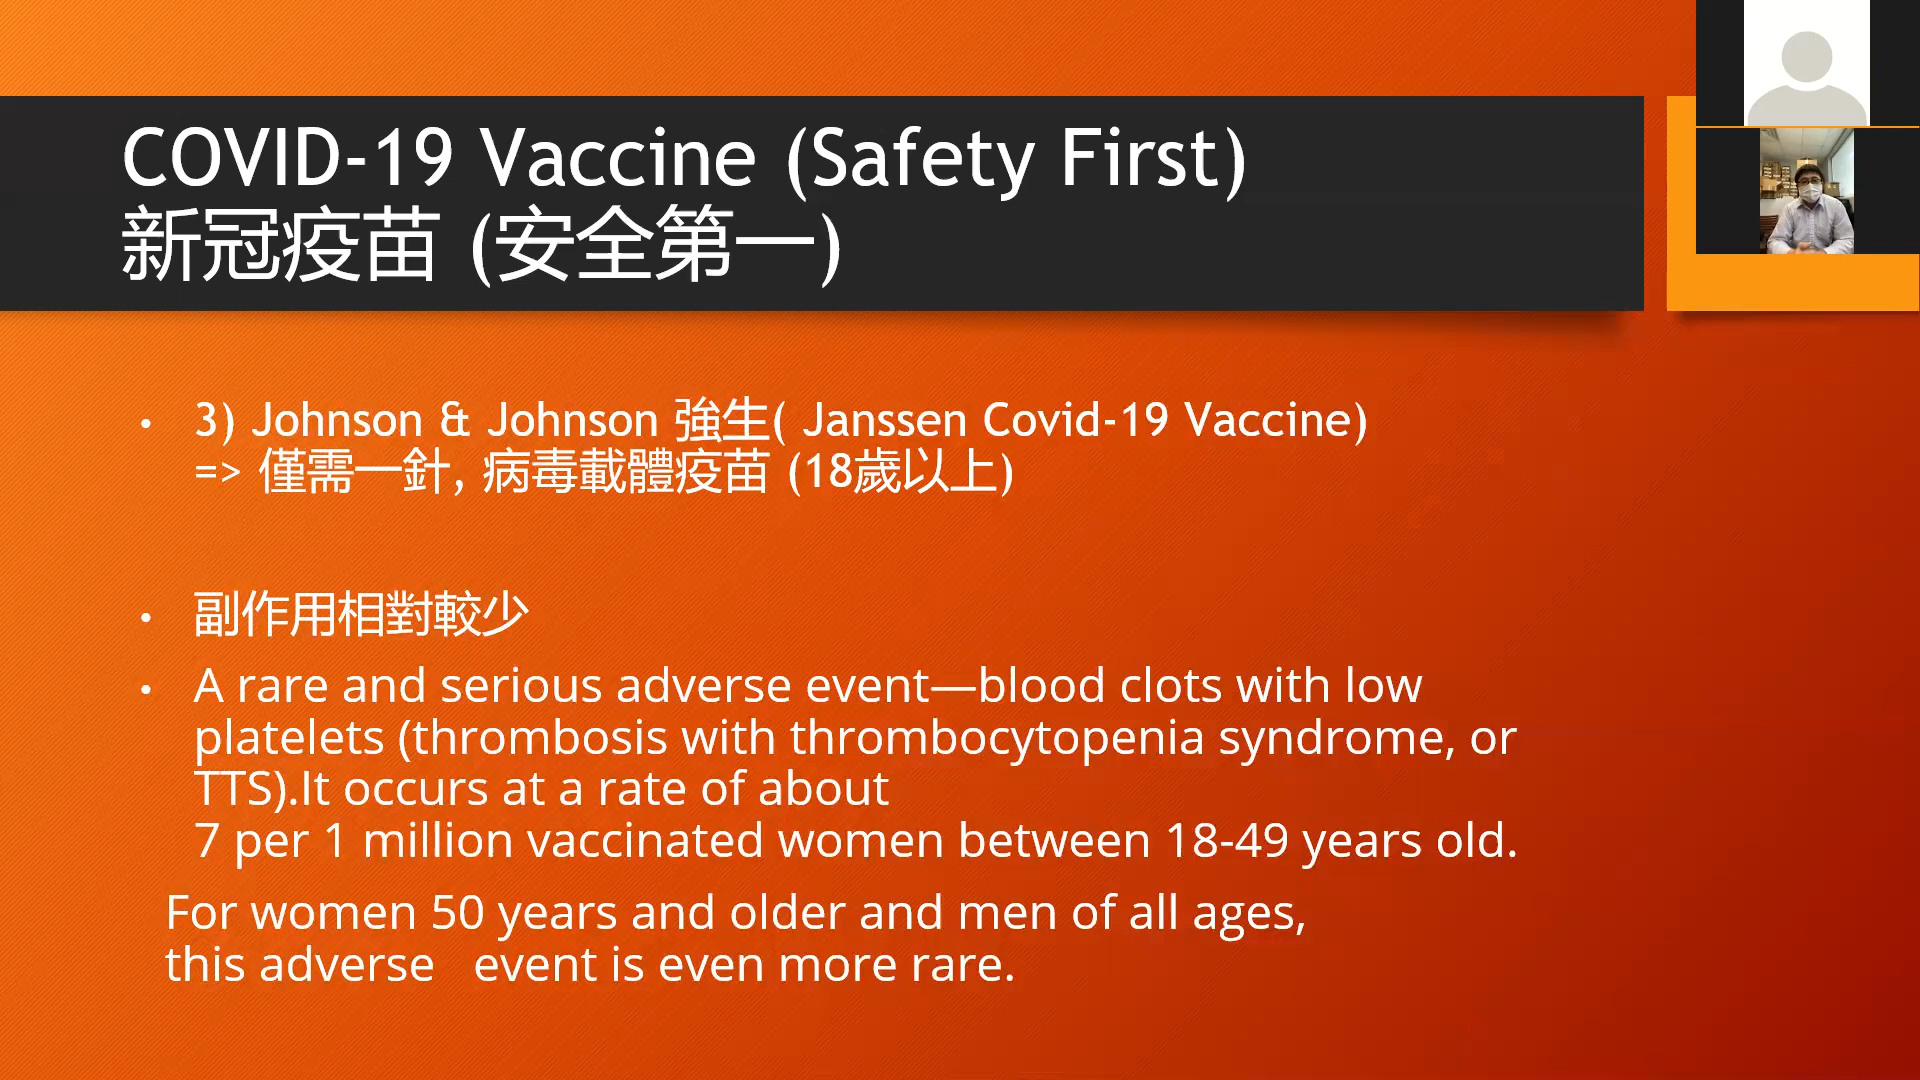 COVID-19 Vaccine (Safety First)
新冠疫苗 (安全第一)
• 3) Johnson & Johnson 強生( Janssen Covid-19 Vaccine)
=> 僅需一針, 病毒載體疫苗 (18歲以上)
• 副作用相對較少
• A rare and serious adverse event—blood clots with low
platelets (thrombosis with thrombocytopenia syndrome, or
TTS).It occurs at a rate of about
7 per 1 million vaccinated women between 18-49 years old.
For women 50 years and older and men of all ages,
this adverse   event is even more rare.